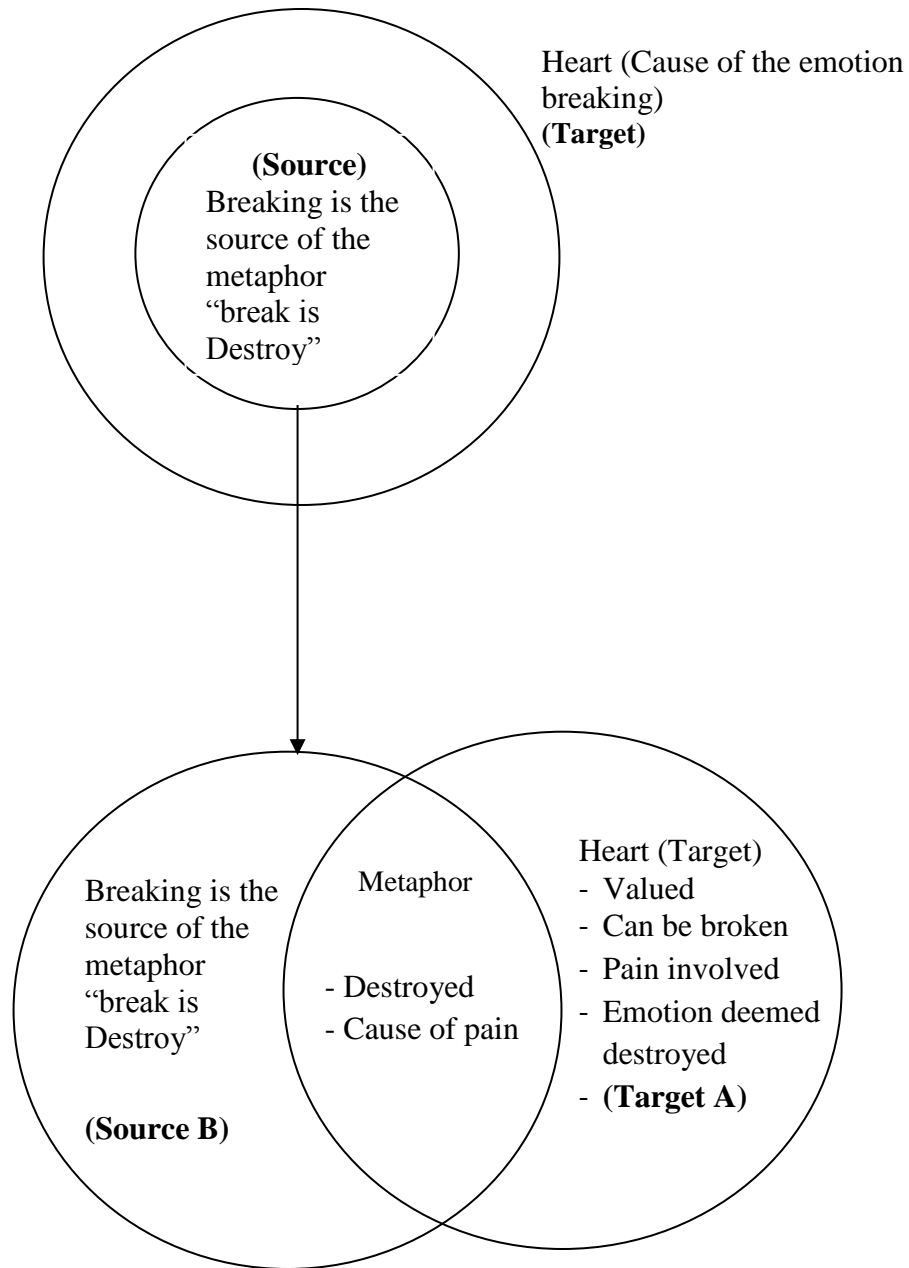 Heart (Cause of the emotion
breaking)
(Target)
(Source)
Breaking is the
source of the
metaphor
“break is
Destroy”
Breaking is the
source of the
metaphor
“break is
Destroy”
(Source B)
Metaphor
- Destroyed
- Cause of pain
Heart (Target)
- Valued
- Can be broken
- Pain involved
- Emotion deemed
destroyed
- (Target A)